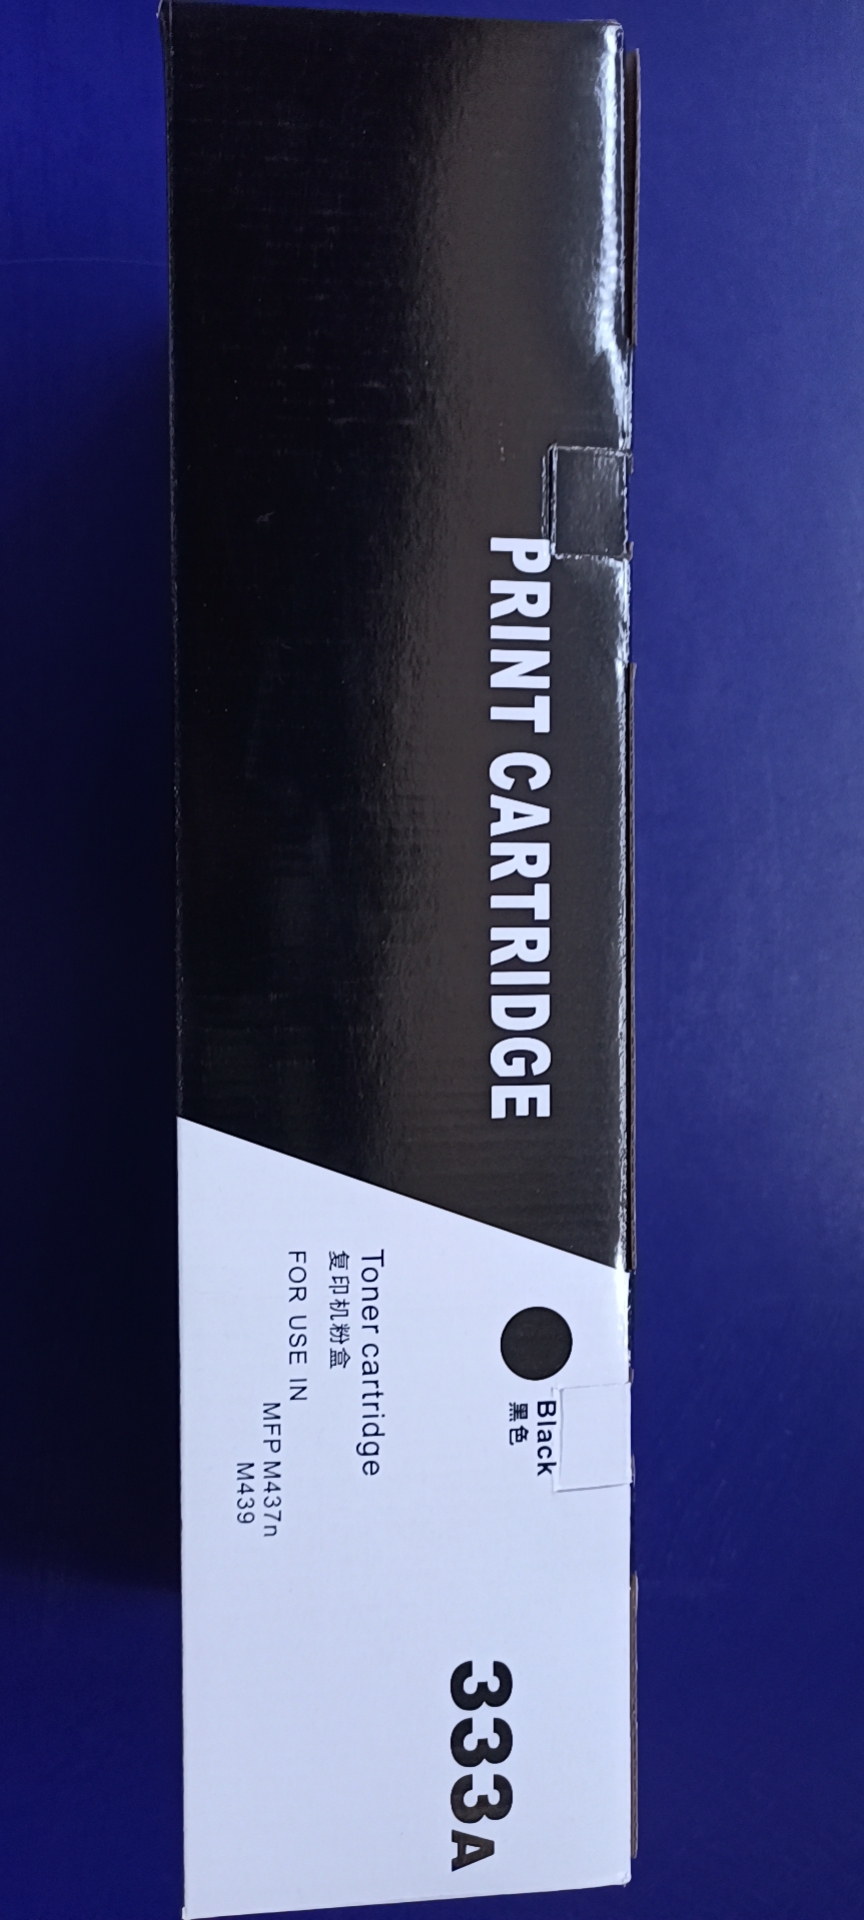 PRINT CARTRIDGE
Black
黑色
Toner cartridge
复印机粉盒
FOR USE IN
MFP M437n
M439
333A